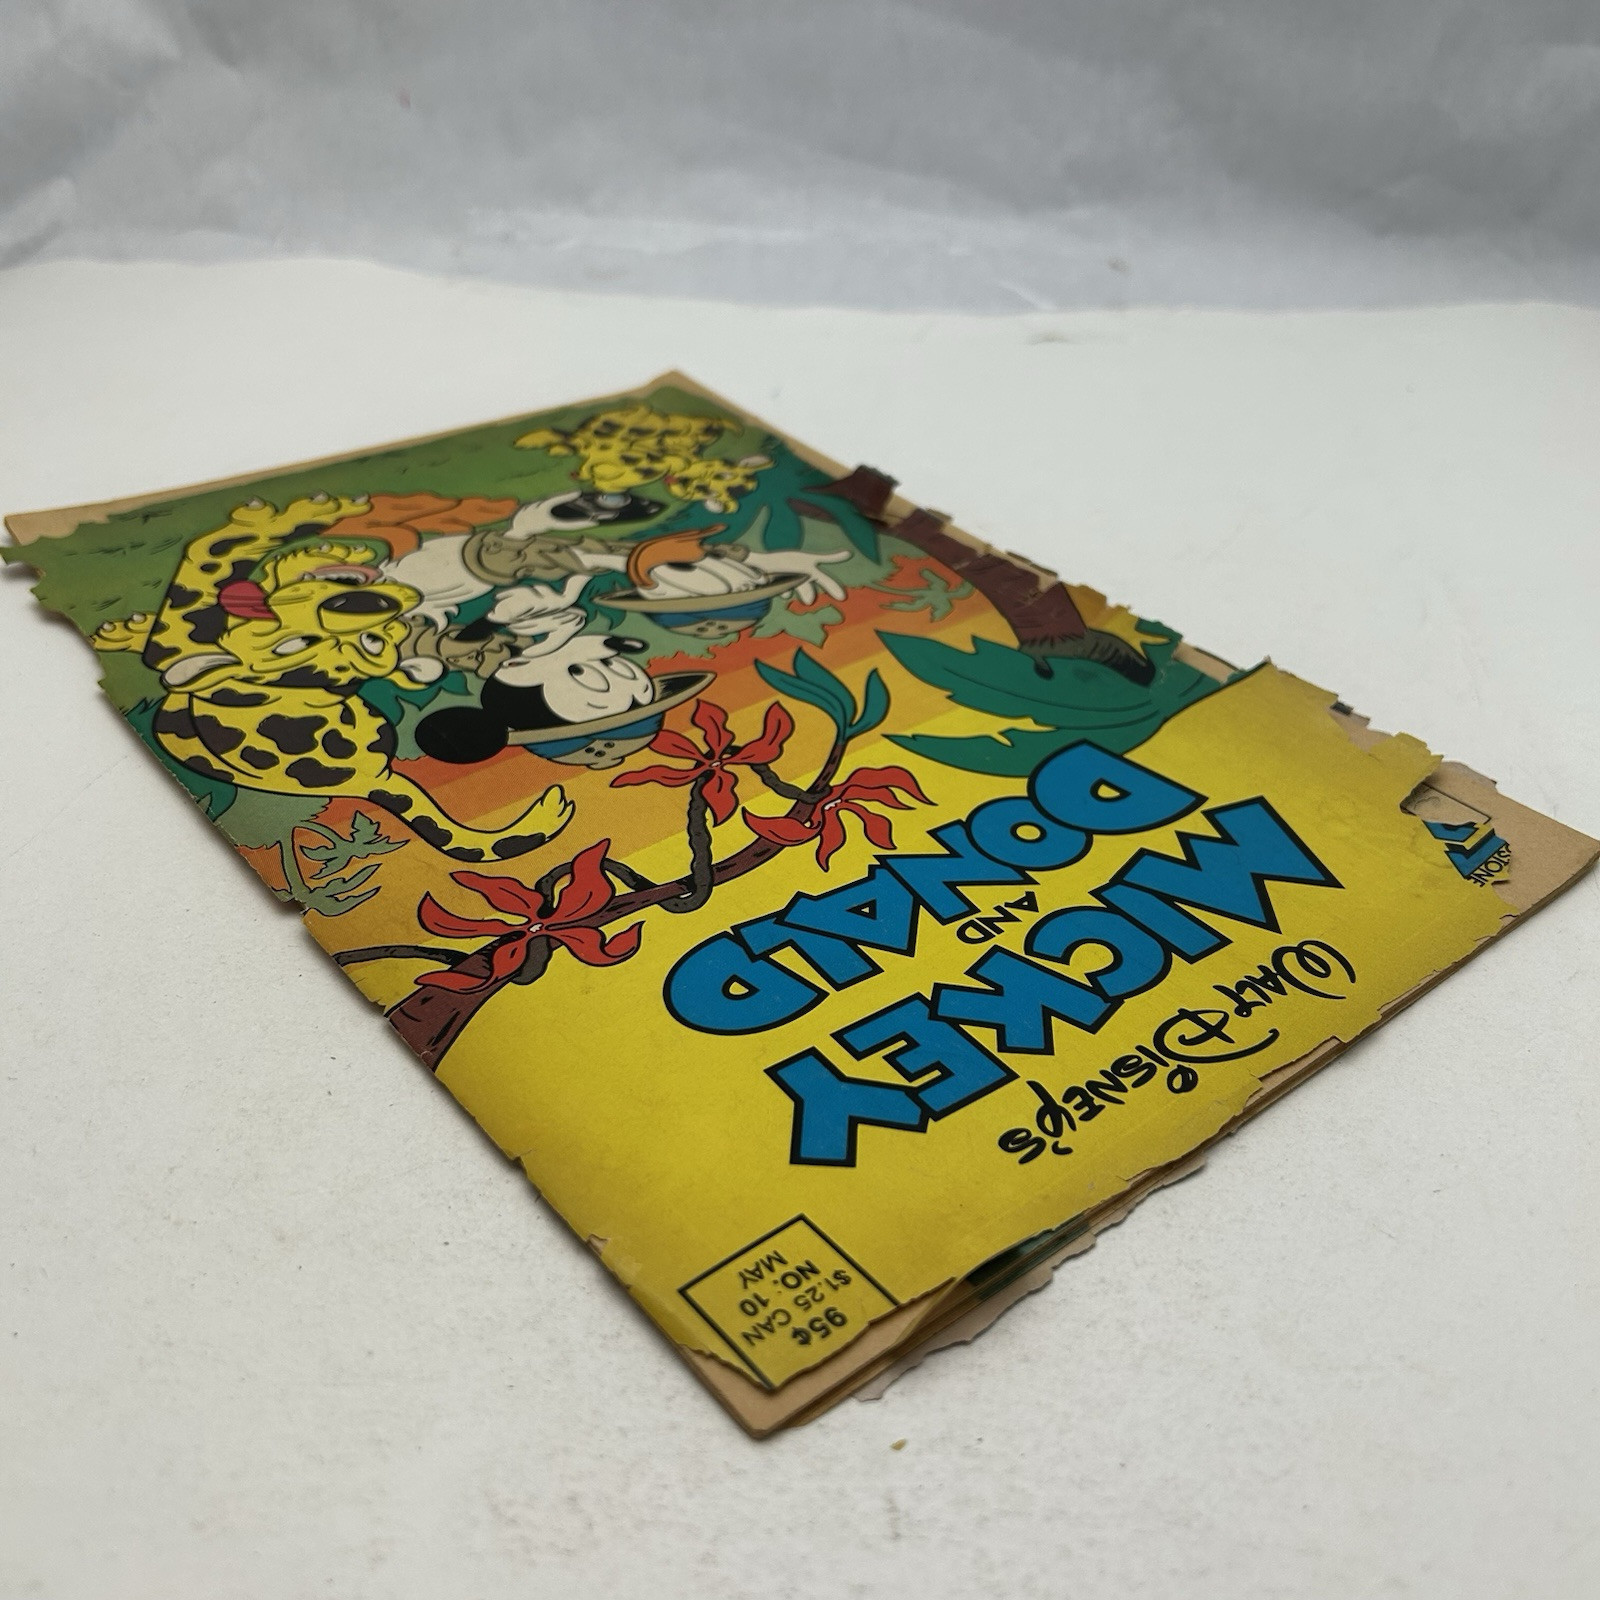 WALT DISNEY'S
MICKEY
AND
DONALD
95¢
$1.25 CAN
NO. 10
MAY